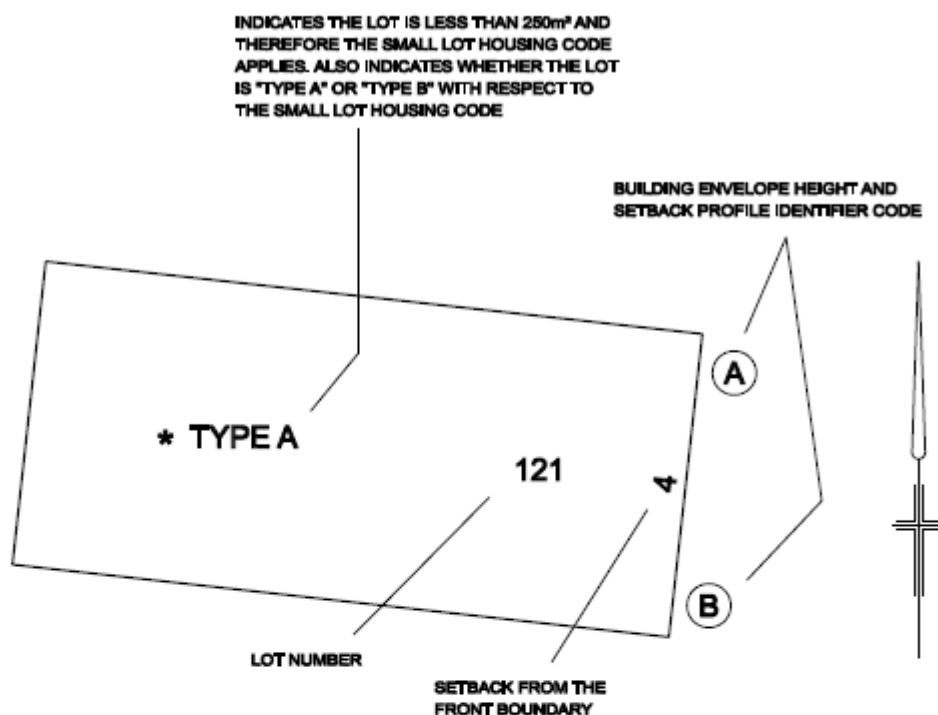 INDICATES THE LOT IS LESS THAN 250m² AND
THEREFORE THE SMALL LOT HOUSING CODE
APPLIES. ALSO INDICATES WHETHER THE LOT
IS "TYPE A" OR "TYPE B" WITH RESPECT TO
THE SMALL LOT HOUSING CODE
BUILDING ENVELOPE HEIGHT AND
SETBACK PROFILE IDENTIFIER CODE
A
* TYPE A
121
4
B
LOT NUMBER
SETBACK FROM THE
FRONT BOUNDARY